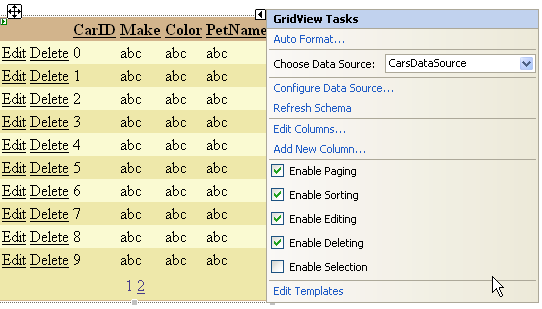 CarID Make Color PetName
Edit Delete 0 abc abc abc
Edit Delete 1 abc abc abc
Edit Delete 2 abc abc abc
Edit Delete 3 abc abc abc
Edit Delete 4 abc abc abc
Edit Delete 5 abc abc abc
Edit Delete 6 abc abc abc
Edit Delete 7 abc abc abc
Edit Delete 8 abc abc abc
Edit Delete 9 abc abc abc
1 2
GridView Tasks
Auto Format...
Choose Data Source: CarsDataSource
Configure Data Source...
Refresh Schema
Edit Columns...
Add New Column...
Enable Paging
Enable Sorting
Enable Editing
Enable Deleting
Enable Selection
Edit Templates